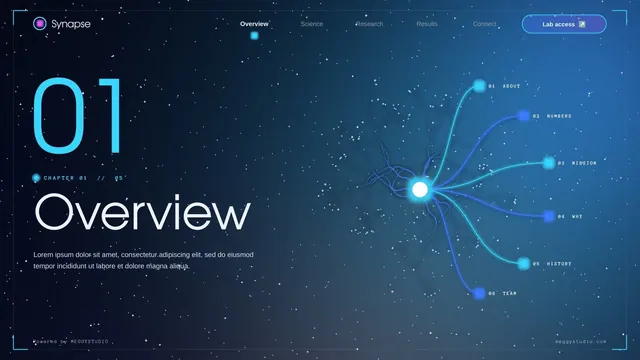 Synapse
Overview
Science
Research
Results
Connect
Lab access
01
CHAPTER 01 // 05
Overview
Lorem ipsum dolor sit amet, consectetur adipiscing elit, sed do eiusmod
tempor incididunt ut labore et dolore magna aliqua.
01 ABOUT
02 NUMBERS
03 MISSION
04 WHY
05 HISTORY
06 TEAM
Powered by MEGGYSTUDIO
meggystudio.com